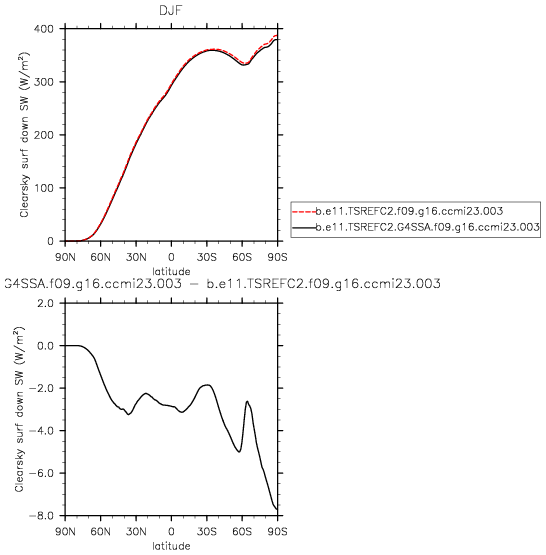 DJF
400
300
200
100
0
Clearsky surf down SW (W/m²)
90N 60N 30N 0 30S 60S 90S
latitude
b.e11.TSREFC2.f09.g16.ccmi23.003
b.e11.TSREFC2.G4SSA.f09.g16.ccmi23.003
G4SSA.f09.g16.ccmi23.003 – b.e11.TSREFC2.f09.g16.ccmi23.003
2.0
0.0
-2.0
-4.0
-6.0
-8.0
Clearsky surf down SW (W/m²)
90N 60N 30N 0 30S 60S 90S
latitude